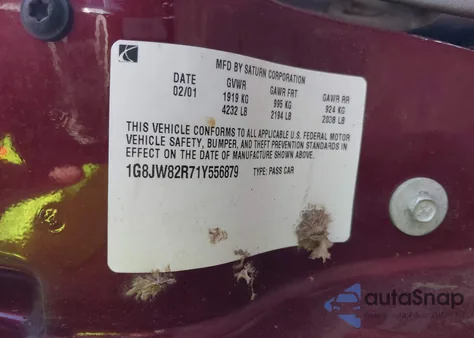 MFD BY SATURN CORPORATION
DATE GVWR GAWR FRT GAWR RR
02/01 1919 KG 995 KG 924 KG
4232 LB 2194 LB 2038 LB
THIS VEHICLE CONFORMS TO ALL APPLICABLE U.S. FEDERAL MOTOR
VEHICLE SAFETY, BUMPER, AND THEFT PREVENTION STANDARDS IN
EFFECT ON THE DATE OF MANUFACTURE SHOWN ABOVE.
1G8JW82R71Y556879 TYPE: PASS CAR
autoSnap